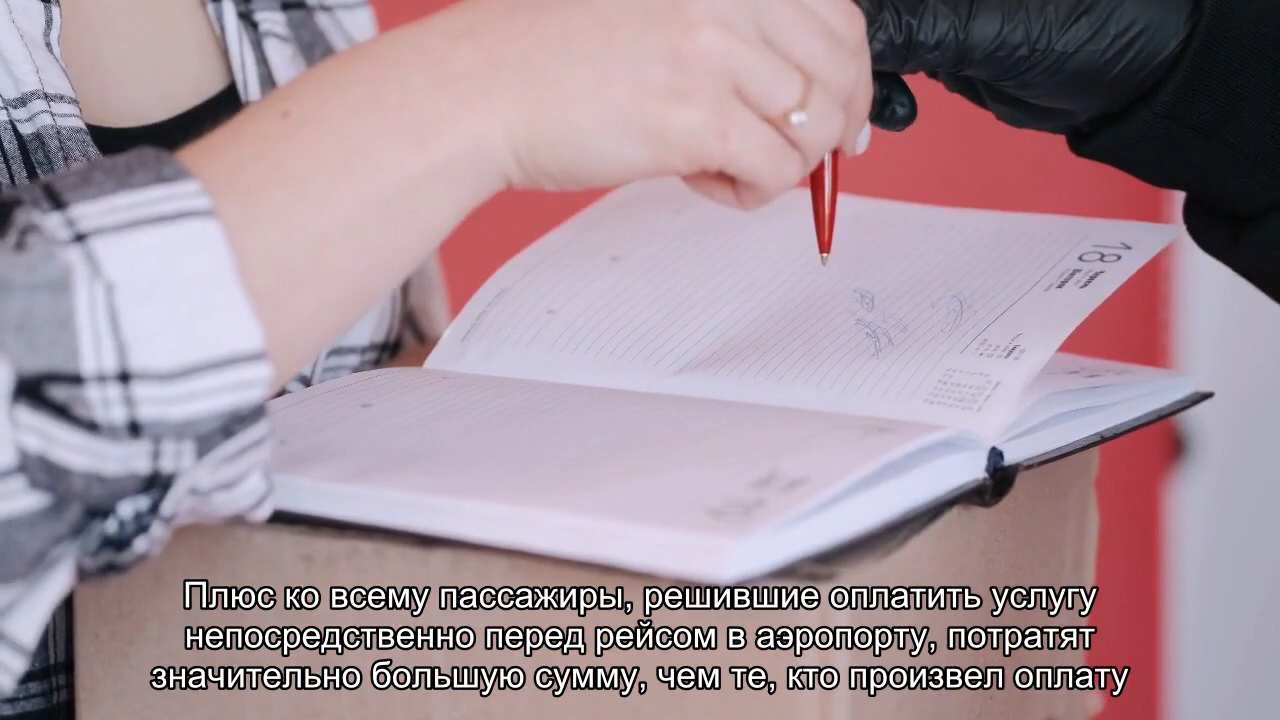 18
Плюс ко всему пассажиры, решившие оплатить услугу
непосредственно перед рейсом в аэропорту, потратят
значительно большую сумму, чем те, кто произвел оплату